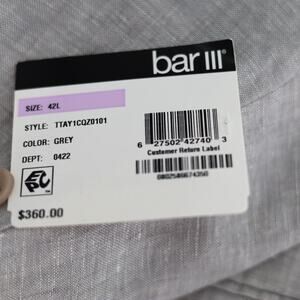 bar III
SIZE: 42L
STYLE: TTAY1CQZ0101
COLOR: GREY
DEPT: 0422
6 27502 42740 3
Customer Return Label
EPC
$360.00